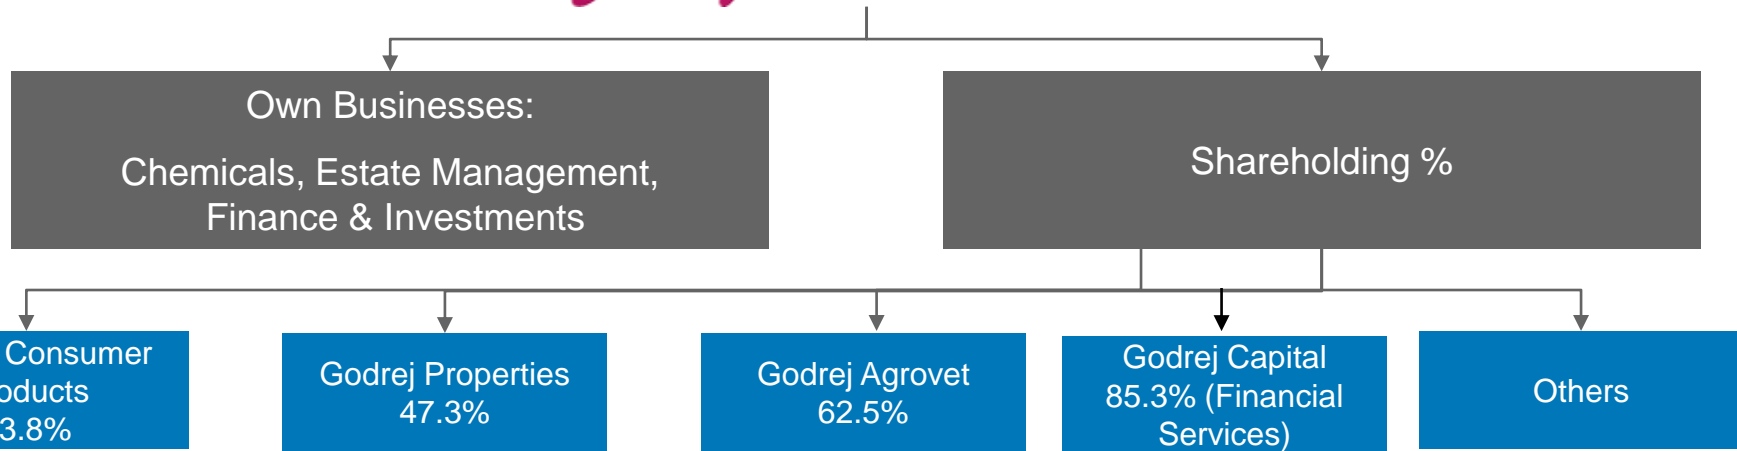 Own Businesses:
Chemicals, Estate Management,
Finance & Investments
Shareholding %
Consumer
3.8%
Godrej Properties
47.3%
Godrej Agrovet
62.5%
Godrej Capital
85.3% (Financial
Services)
Others